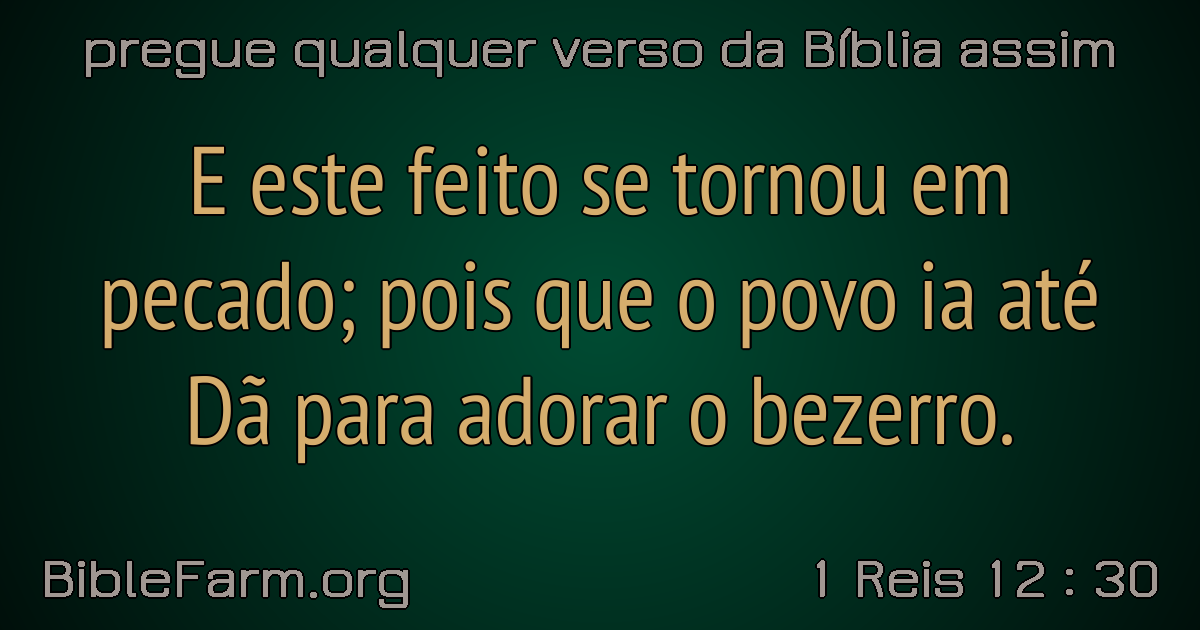 pregue qualquer verso da Bíblia assim
E este feito se tornou em
pecado; pois que o povo ia até
Dã para adorar o bezerro.
BibleFarm.org
1 Reis 12 : 30